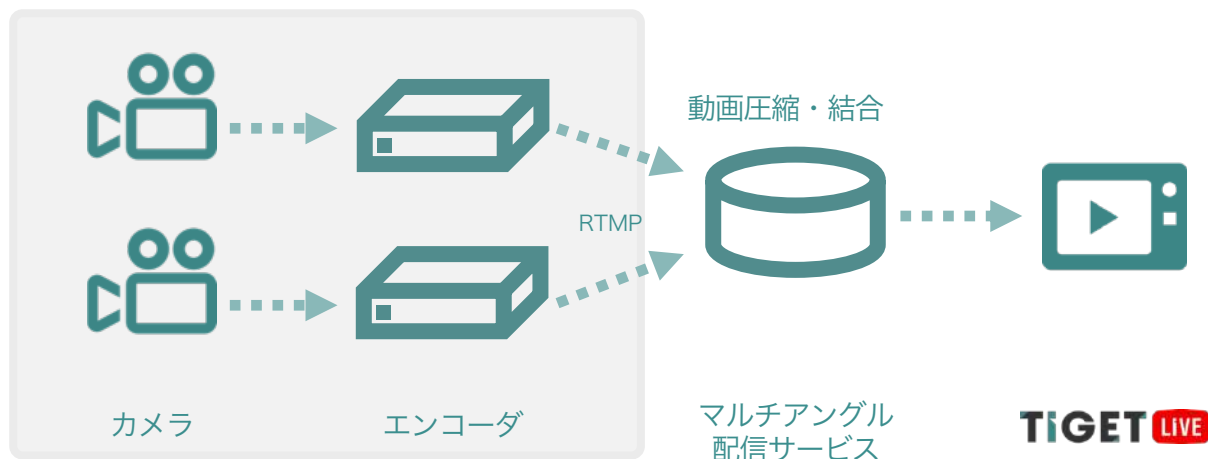 動画圧縮・結合
RTMP
カメラ
エンコーダ
マルチアングル
配信サービス
TiGET LIVE